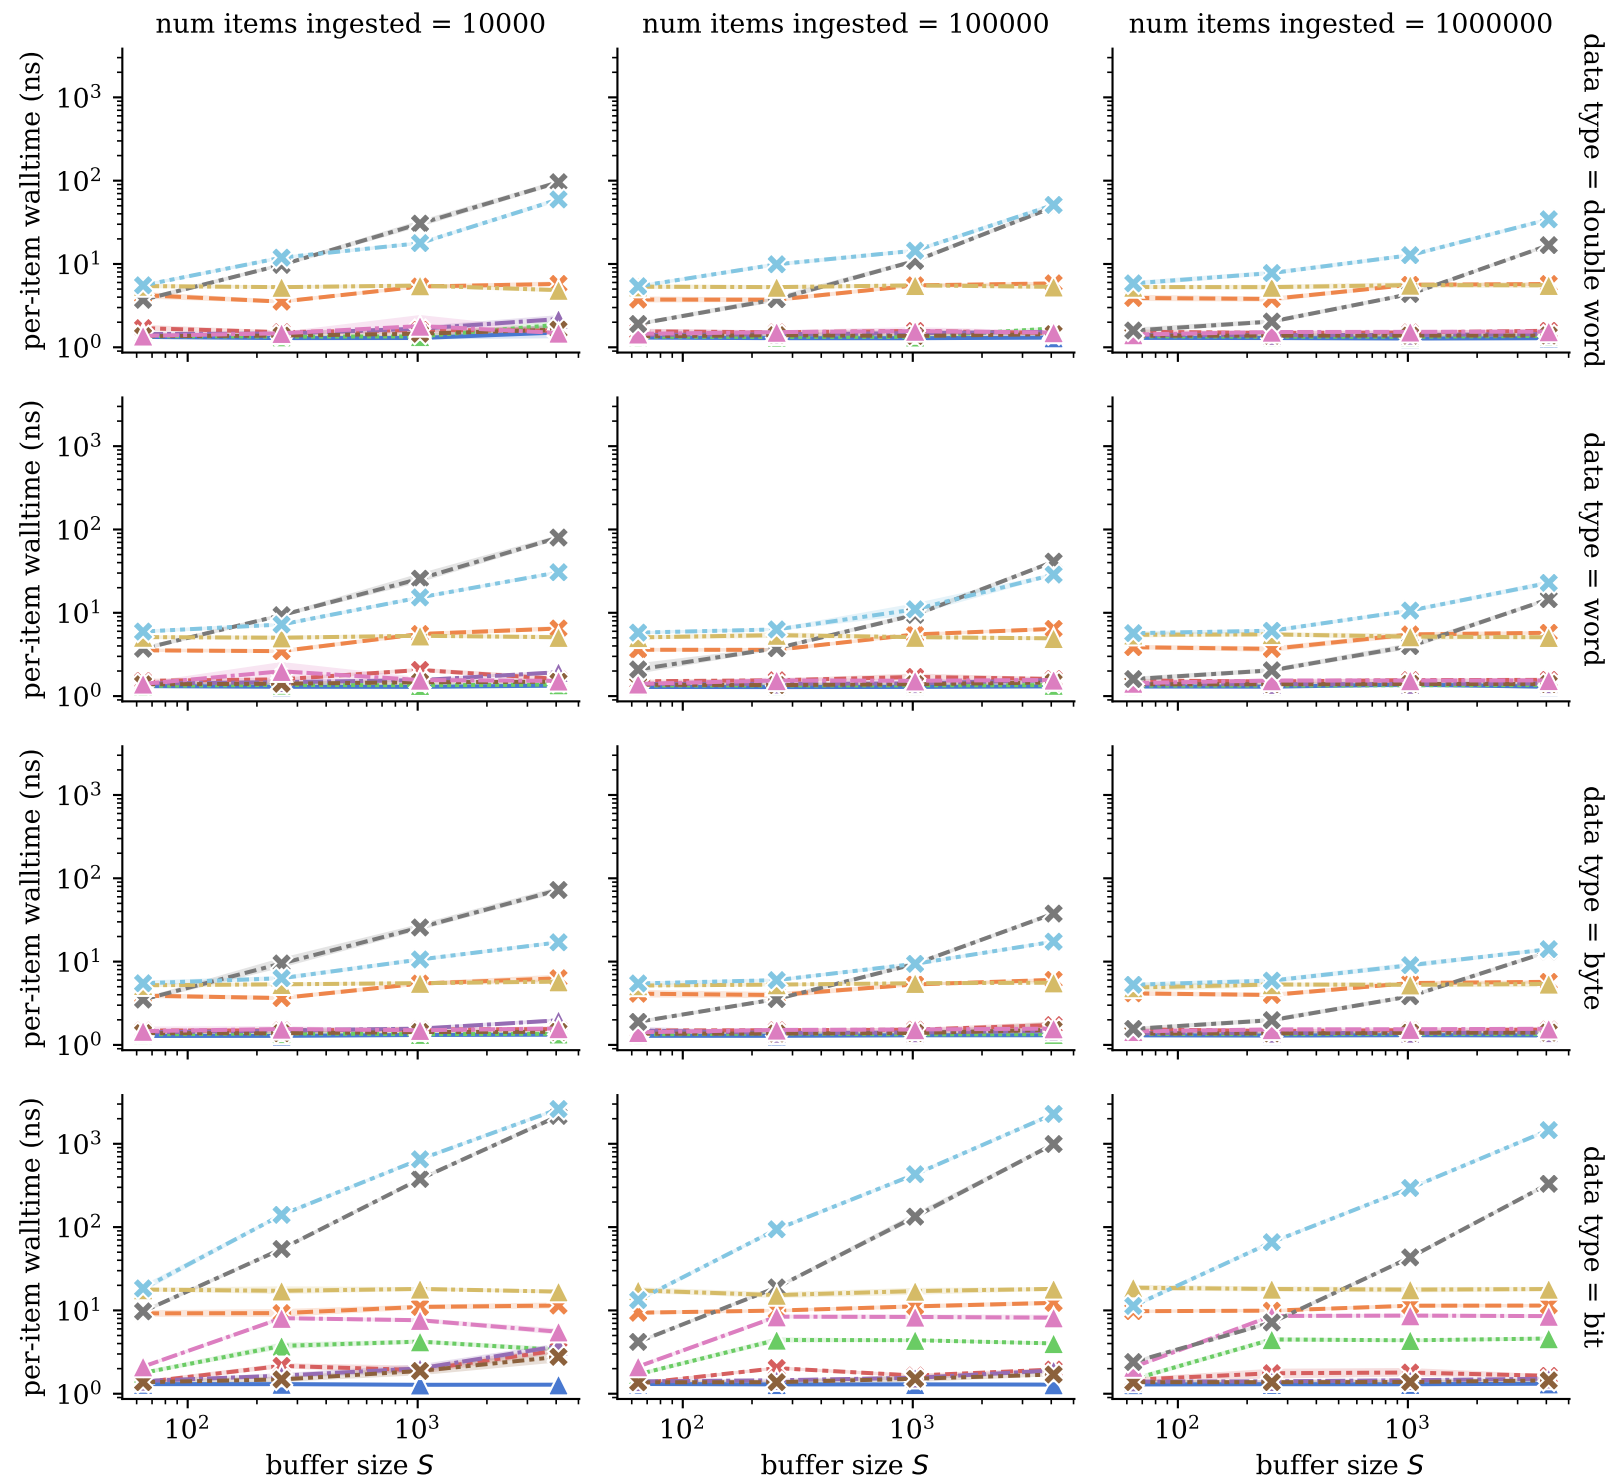 num items ingested = 10000
num items ingested = 100000
num items ingested = 1000000
per-item walltime (ns)
10³
10²
10¹
10⁰
data type = double word
per-item walltime (ns)
10³
10²
10¹
10⁰
data type = word
per-item walltime (ns)
10³
10²
10¹
10⁰
data type = byte
per-item walltime (ns)
10³
10²
10¹
10⁰
data type = bit
10² 10³
10² 10³
10² 10³
buffer size S
buffer size S
buffer size S